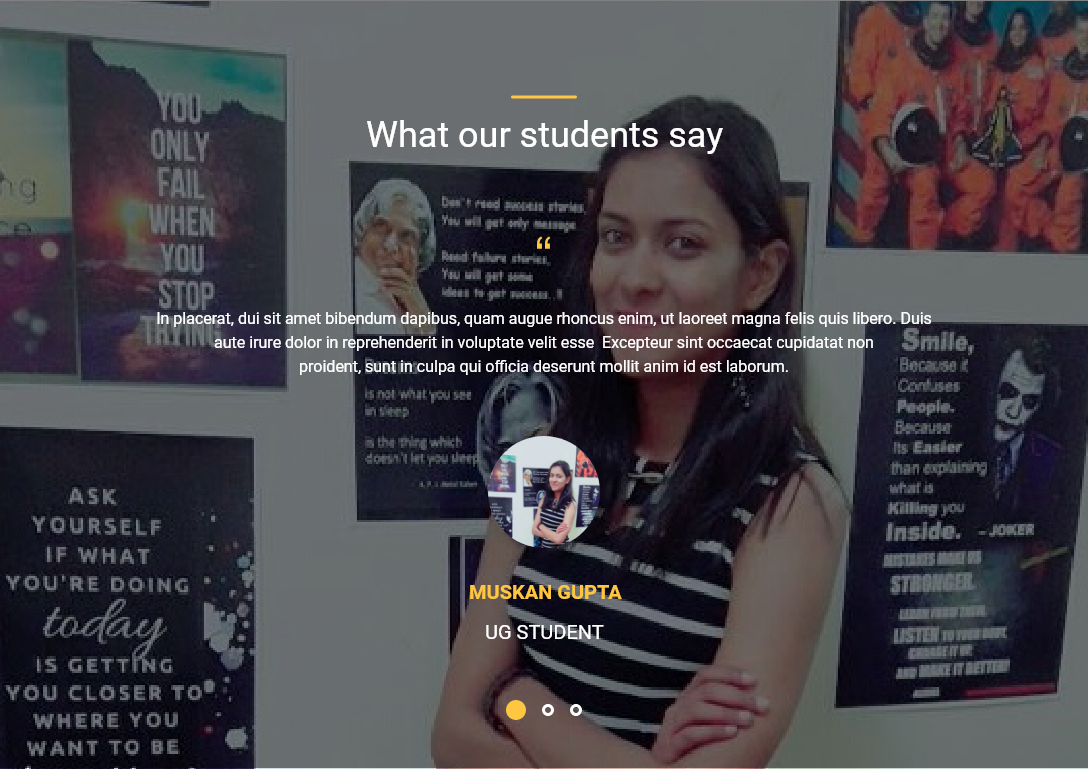 What our students say
“
In placerat, dui sit amet bibendum dapibus, quam augue rhoncus enim, ut laoreet magna felis quis libero. Duis
aute irure dolor in reprehenderit in voluptate velit esse  Excepteur sint occaecat cupidatat non
proident, sunt in culpa qui officia deserunt mollit anim id est laborum.
MUSKAN GUPTA
UG STUDENT
ng
ce
YOU
ONLY
FAIL
WHEN
YOU
STOP
TRYING
ASK
YOURSELF
IF WHAT
YOU'RE DOING
today
IS GETTING
YOU CLOSER TO
WHERE YOU
WANT TO BE
Don't read success stories,
You will get only message.
Read failure stories,
You will get some
ideas to get success..!!
is not what you see
in sleep
is the thing which
doesn't let you sleep
Smile,
Because it
Confuses
People.
Because
Its Easier
than explaining
what is
Killing you
Inside. - JOKER
MISTAKES MAKE US
STRONGER.
LEARN FROM THEM,
LISTEN TO YOUR BODY,
AND MAKE IT BETTER!